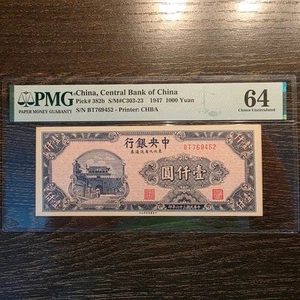 PMG
PAPER MONEY GUARANTY
China, Central Bank of China
Pick# 382b S/M#C303-23 1947 1000 Yuan
S/N BT769452 - Printer: CHBA
64
Choice Uncirculated
行銀央中
BT769452
圓仟壹